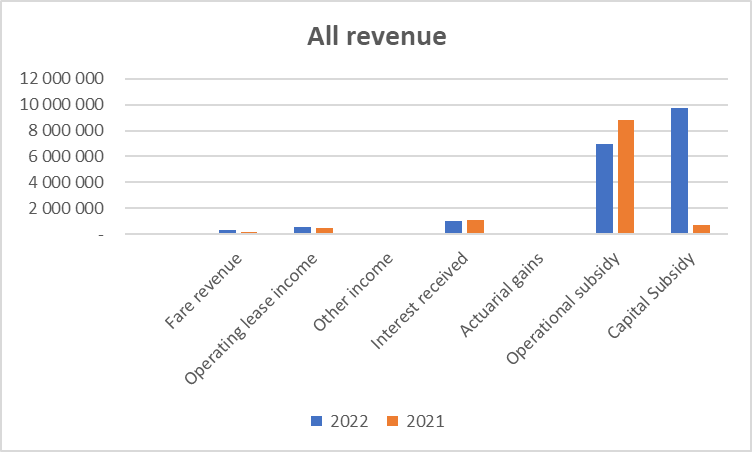 All revenue
12 000 000
10 000 000
8 000 000
6 000 000
4 000 000
2 000 000
-
Fare revenue
Operating lease income
Other income
Interest received
Actuarial gains
Operational subsidy
Capital Subsidy
2022 2021